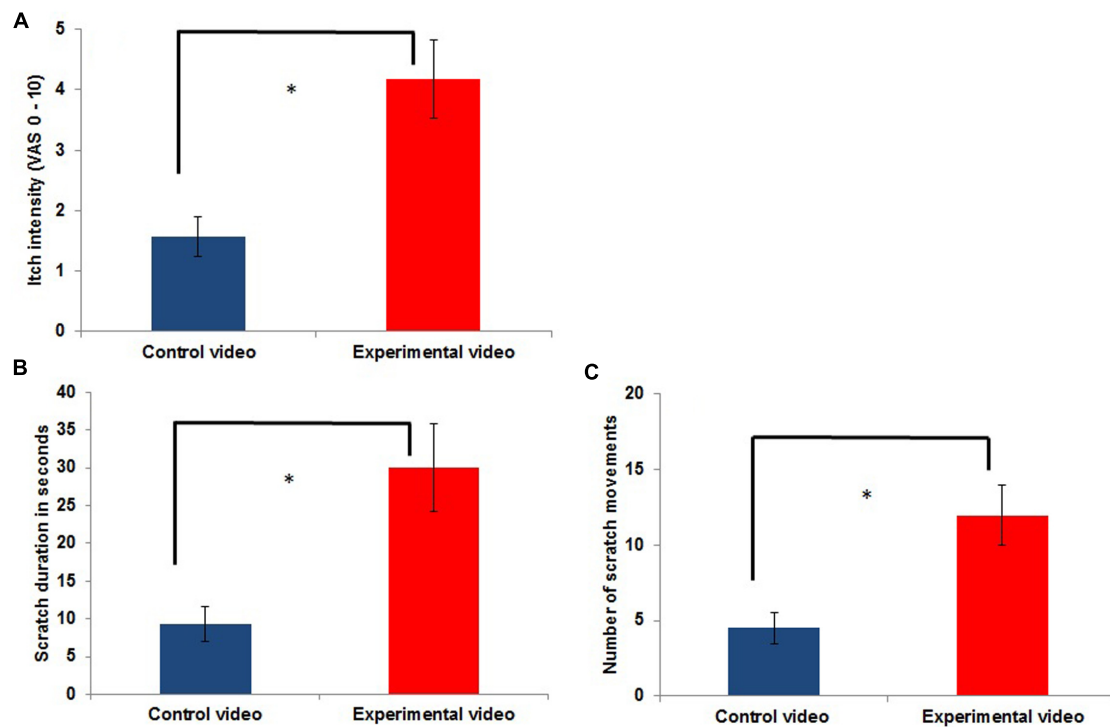 A
Itch intensity (VAS 0 - 10)
5
4
3
2
1
0
*
Control video
Experimental video
B
Scratch duration in seconds
40
35
30
25
20
15
10
5
0
*
Control video
Experimental video
C
Number of scratch movements
20
15
10
5
0
*
Control video
Experimental video